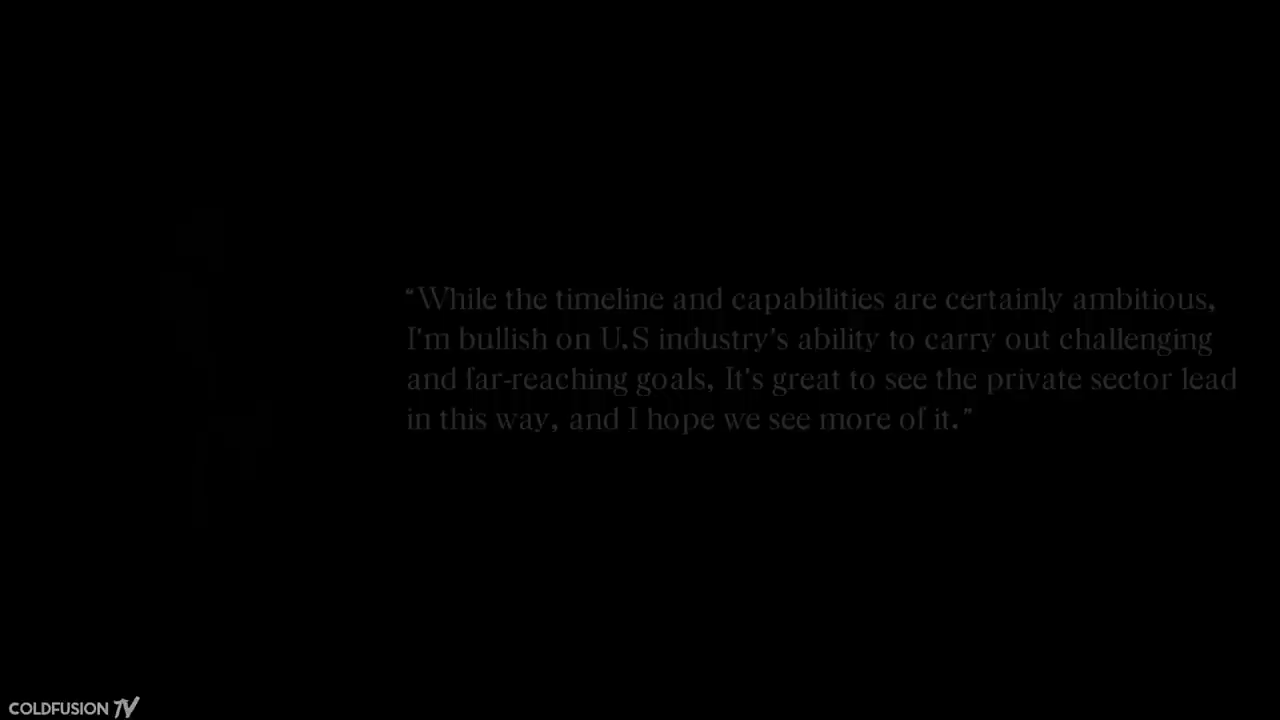 “While the timeline and capabilities are certainly ambitious,
I'm bullish on U.S industry's ability to carry out challenging
and far-reaching goals, It's great to see the private sector lead
in this way, and I hope we see more of it.”
COLDFUSION TV